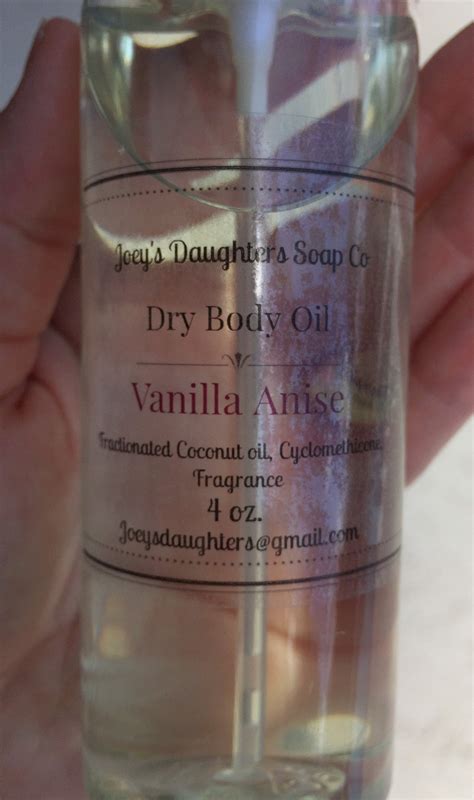 Joey's Daughters Soap Co
Dry Body Oil
Vanilla Anise
Fractionated Coconut oil, Cyclomethicone,
Fragrance
4 oz.
Joeysdaughters@gmail.com